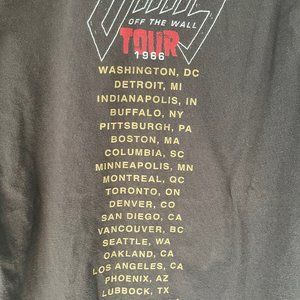 OFF THE WALL
TOUR
1966
WASHINGTON, DC
DETROIT, MI
INDIANAPOLIS, IN
BUFFALO, NY
PITTSBURGH, PA
BOSTON, MA
COLUMBIA, SC
MINNEAPOLIS, MN
MONTREAL, QC
TORONTO, ON
DENVER, CO
SAN DIEGO, CA
VANCOUVER, BC
SEATTLE, WA
OAKLAND, CA
LOS ANGELES, CA
PHOENIX, AZ
LUBBOCK, TX